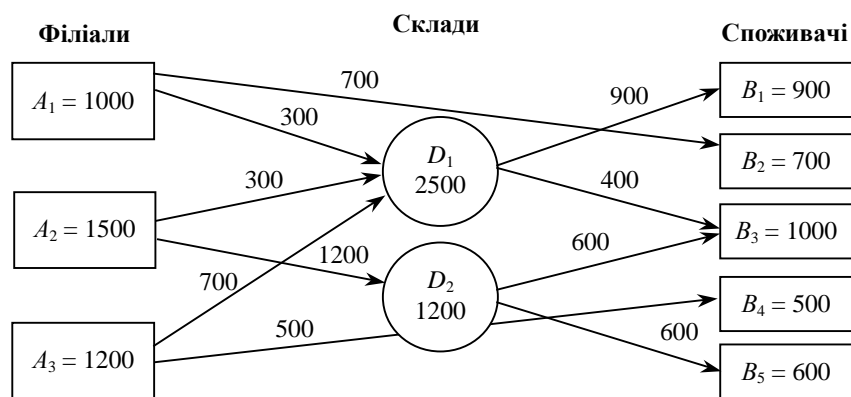 Філіали
Склади
Споживачі
A₁ = 1000
700
300
900
B₁ = 900
D₁
2500
B₂ = 700
400
A₂ = 1500
300
1200
700
600
B₃ = 1000
D₂
1200
A₃ = 1200
500
B₄ = 500
600
B₅ = 600